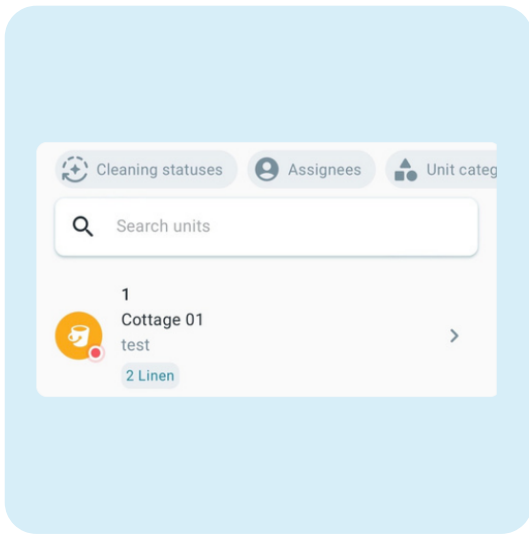 Cleaning statuses Assignees Unit categ
Search units
1
Cottage 01
test
2 Linen